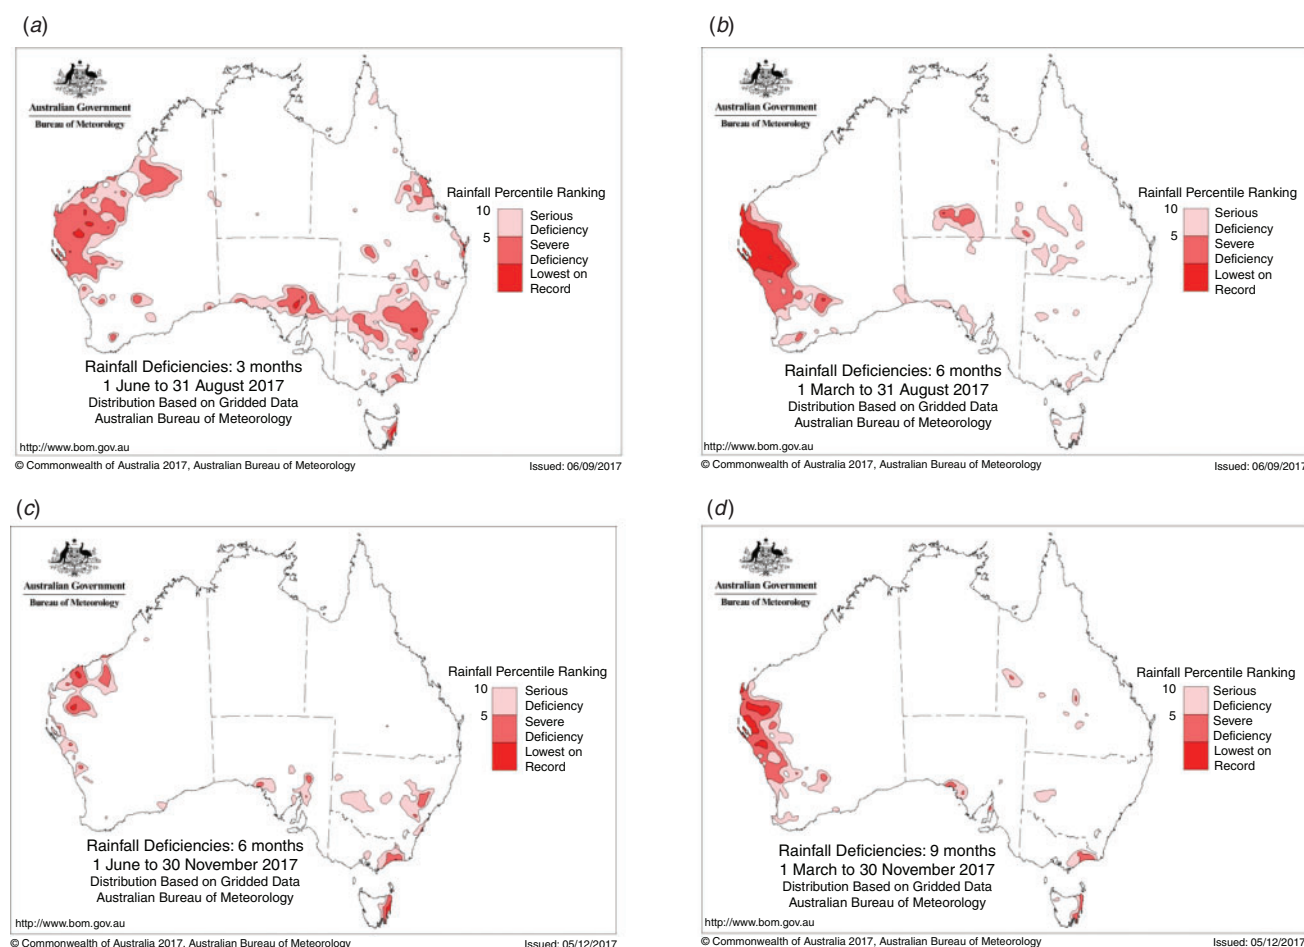 (a)
Australian Government
Bureau of Meteorology
Rainfall Percentile Ranking
10
Serious
Deficiency
5
Severe
Deficiency
Lowest on
Record
Rainfall Deficiencies: 3 months
1 June to 31 August 2017
Distribution Based on Gridded Data
Australian Bureau of Meteorology
http://www.bom.gov.au
© Commonwealth of Australia 2017, Australian Bureau of Meteorology
Issued: 06/09/2017
(b)
Australian Government
Bureau of Meteorology
Rainfall Percentile Ranking
10
Serious
Deficiency
5
Severe
Deficiency
Lowest on
Record
Rainfall Deficiencies: 6 months
1 March to 31 August 2017
Distribution Based on Gridded Data
Australian Bureau of Meteorology
http://www.bom.gov.au
© Commonwealth of Australia 2017, Australian Bureau of Meteorology
Issued: 06/09/2017
(c)
Australian Government
Bureau of Meteorology
Rainfall Percentile Ranking
10
Serious
Deficiency
5
Severe
Deficiency
Lowest on
Record
Rainfall Deficiencies: 6 months
1 June to 30 November 2017
Distribution Based on Gridded Data
Australian Bureau of Meteorology
http://www.bom.gov.au
© Commonwealth of Australia 2017, Australian Bureau of Meteorology
Issued: 05/12/2017
(d)
Australian Government
Bureau of Meteorology
Rainfall Percentile Ranking
10
Serious
Deficiency
5
Severe
Deficiency
Lowest on
Record
Rainfall Deficiencies: 9 months
1 March to 30 November 2017
Distribution Based on Gridded Data
Australian Bureau of Meteorology
http://www.bom.gov.au
© Commonwealth of Australia 2017, Australian Bureau of Meteorology
Issued: 05/12/2017